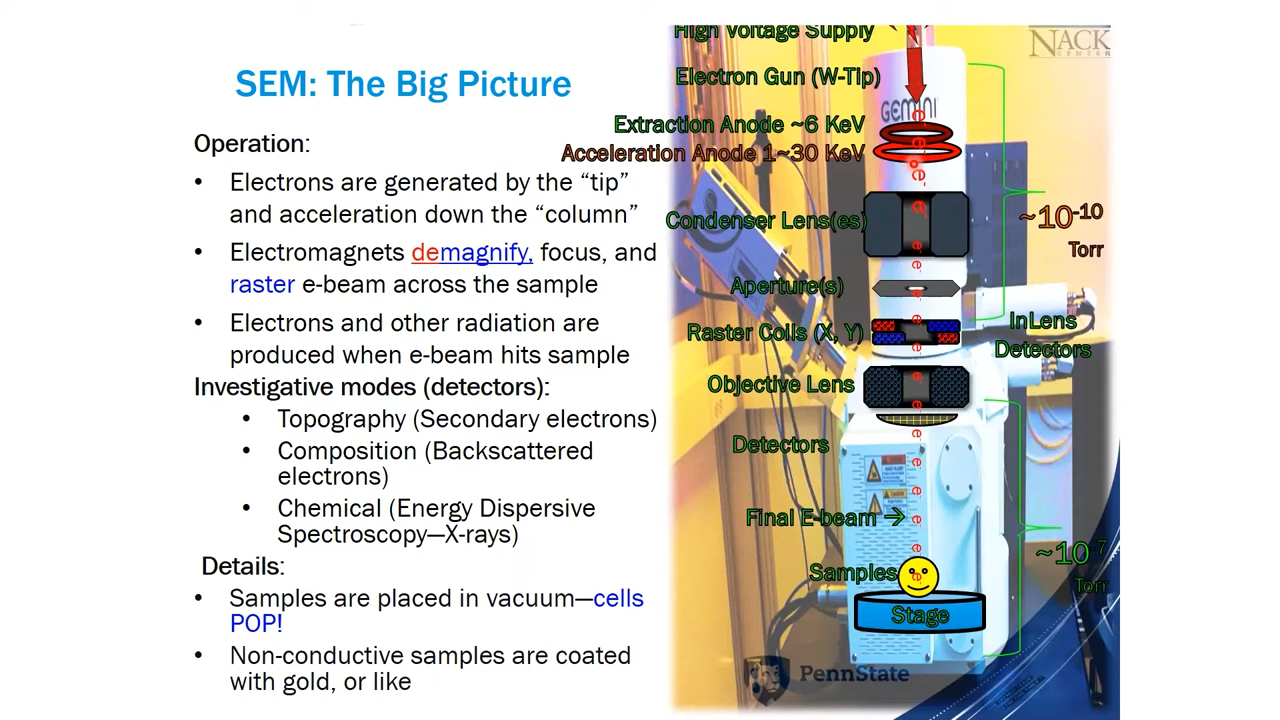 SEM: The Big Picture
Operation:
• Electrons are generated by the “tip”
and acceleration down the “column”
• Electromagnets demagnify, focus, and
raster e-beam across the sample
• Electrons and other radiation are
produced when e-beam hits sample
Investigative modes (detectors):
• Topography (Secondary electrons)
• Composition (Backscattered
electrons)
• Chemical (Energy Dispersive
Spectroscopy—X-rays)
Details:
• Samples are placed in vacuum—cells
POP!
• Non-conductive samples are coated
with gold, or like
High Voltage Supply
NACK
CENTER
Electron Gun (W-Tip)
GEMINI
Extraction Anode ~6 KeV
Acceleration Anode 1~30 KeV
Condenser Lens(es)
~10-10
Torr
Aperture(s)
Raster Coils (X, Y)
InLens
Detectors
Objective Lens
Detectors
Final E-beam →
~10-7
Torr
Samples
Stage
PennState
e- e- e- e- e- e- e- e- e- e- e- e- e- e- e-